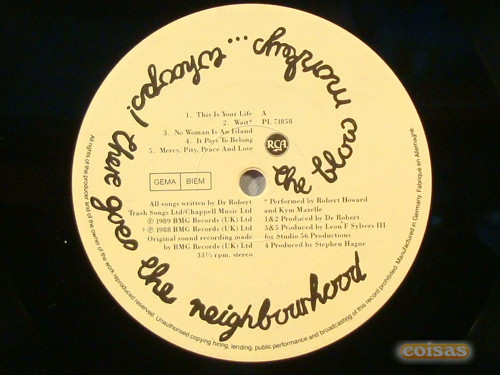 the blow monkeys
...
whoops! there goes the neighbourhood
1. This Is Your Life A
2. Wait* PL 71858
3. No Woman Is An Island
4. It Pays To Belong
5. Mercy, Pity, Peace And Love
RCA
GEMA BIEM
All songs written by Dr Robert
Trash Songs Ltd/Chappell Music Ltd
℗ 1989 BMG Records (UK) Ltd
† ℗ 1988 BMG Records (UK) Ltd
Original sound recording made
by BMG Records (UK) Ltd
33⅓ rpm. stereo
* Performed by Robert Howard
and Kym Mazelle
1&2 Produced by Dr Robert
3&5 Produced by Leon F Sylvers III
for Studio 56 Productions
4 Produced by Stephen Hague
All rights of the producer and of the owner of the work reproduced reserved. Unauthorised copying hiring, lending, public performance and broadcasting of this record prohibited. Manufactured in Germany. Fabriqué en Allemagne.
coisas